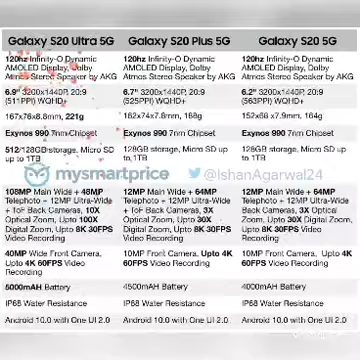 Galaxy S20 Ultra 5G Galaxy S20 Plus 5G Galaxy S20 5G
120hz Infinity-O Dynamic AMOLED Display, Dolby Atmos Stereo Speaker by AKG
120hz Infinity-O Dynamic AMOLED Display, Dolby Atmos Stereo Speaker by AKG
120hz Infinity-O Dynamic AMOLED Display, Dolby Atmos Stereo Speaker by AKG
6.9" 3200x1440P, 20:9 (511PPI) WQHD+
6.7" 3200x1440P, 20:9 (525PPI) WQHD+
6.2" 3200x1440P, 20:9 (563PPI) WQHD+
167x76x8.8mm, 221g
162x74x7.8mm, 188g
152x68 x7.9mm, 164g
Exynos 990 7nm Chipset
Exynos 990 7nm Chipset
Exynos 990 7nm Chipset
512/128GB storage, Micro SD up to 1TB
128GB storage, Micro SD up to 1TB
128GB storage, Micro SD up to 1TB
mysmartprice @IshanAgarwal24
108MP Main Wide + 48MP Telephoto + 12MP Ultra-Wide + ToF Back Cameras, 10X Optical Zoom, Upto 100X Digital Zoom, Upto 8K 30FPS Video Recording
12MP Main Wide + 64MP Telephoto + 12MP Ultra-Wide + ToF Back Cameras, 3X Optical Zoom, Upto 30X Digital Zoom, Upto 8K 30FPS Video Recording
12MP Main Wide + 64MP Telephoto + 12MP Ultra-Wide Back Cameras, 3X Optical Zoom, Upto 30X Digital Zoom, Upto 8K 30FPS Video Recording
40MP Wide Front Camera, Upto 4K 60FPS Video Recording
10MP Front Camera, Upto 4K 60FPS Video Recording
10MP Front Camera, Upto 4K 60FPS Video Recording
5000mAH Battery
4500mAH Battery
4000mAH Battery
IP68 Water Resistance
IP68 Water Resistance
IP68 Water Resistance
Android 10.0 with One UI 2.0
Android 10.0 with One UI 2.0
Android 10.0 with One UI 2.0